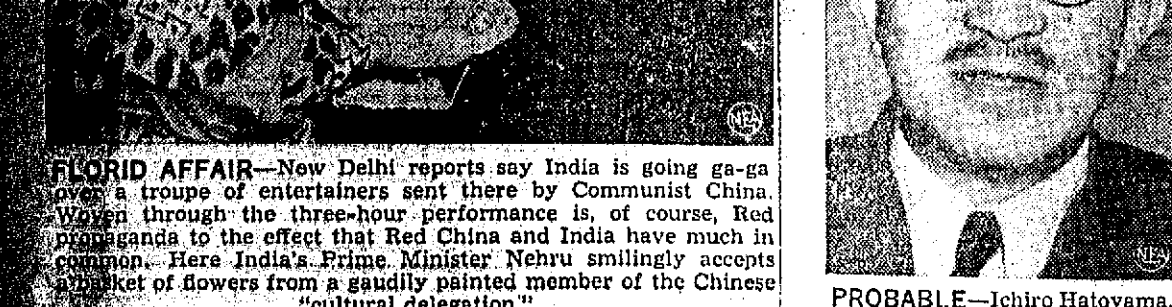 NEA
FLORID AFFAIR—New Delhi reports say India is going ga-ga
over a troupe of entertainers sent there by Communist China.
Woven through the three-hour performance is, of course, Red
propaganda to the effect that Red China and India have much in
common. Here India's Prime Minister Nehru smilingly accepts
a basket of flowers from a gaudily painted member of the Chinese
"cultural delegation."
PROBABLE—Ichiro Hatoyama